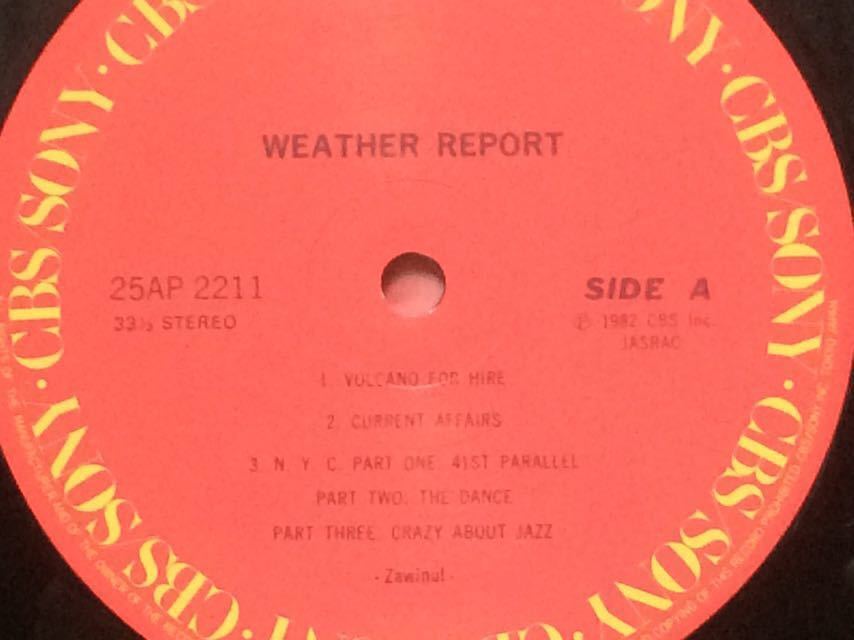 CBS/SONY · CBS/SONY · CBS/SONY · CBS/SONY · CBS/SONY · CBS/SONY
WEATHER REPORT
25AP 2211
33⅓ STEREO
SIDE A
Ⓟ 1982 CBS Inc.
JASRAC
1. VOLCANO FOR HIRE
2. CURRENT AFFAIRS
3. N. Y. C. PART ONE. 41ST PARALLEL
PART TWO. THE DANCE
PART THREE. CRAZY ABOUT JAZZ
- Zawinul -